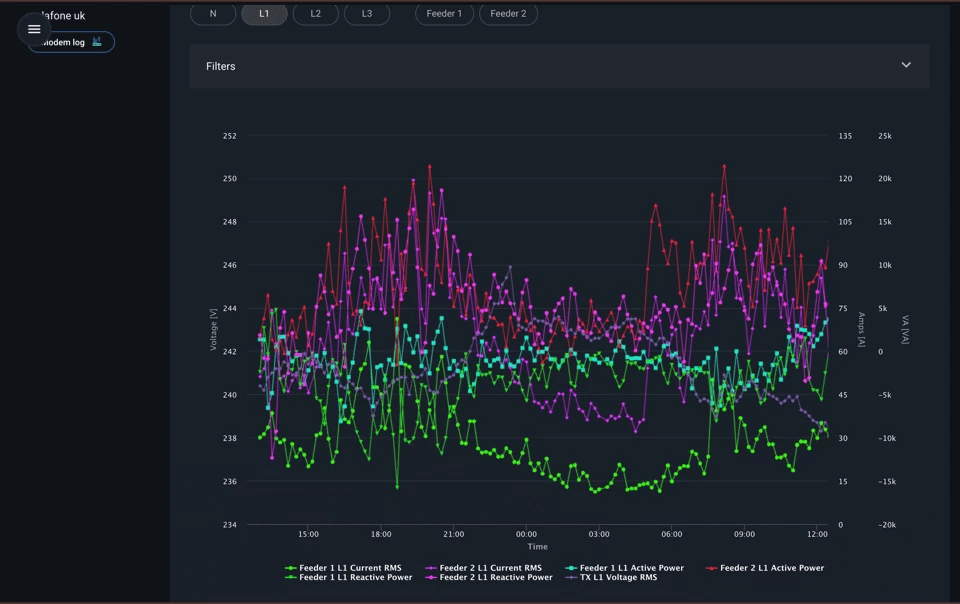 dafone uk
Modem log
N L1 L2 L3 Feeder 1 Feeder 2
Filters
252 135 25k
250 120 20k
248 105 15k
246 90 10k
244 75 5k
242 60 0
240 45 −5k
238 30 −10k
236 15 −15k
234 0 −20k
Voltage [V]
Amps [A]
VA [VA]
15:00 18:00 21:00 00:00 03:00 06:00 09:00 12:00
Time
Feeder 1 L1 Current RMS Feeder 2 L1 Current RMS Feeder 1 L1 Active Power Feeder 2 L1 Active Power
Feeder 1 L1 Reactive Power Feeder 2 L1 Reactive Power TX L1 Voltage RMS